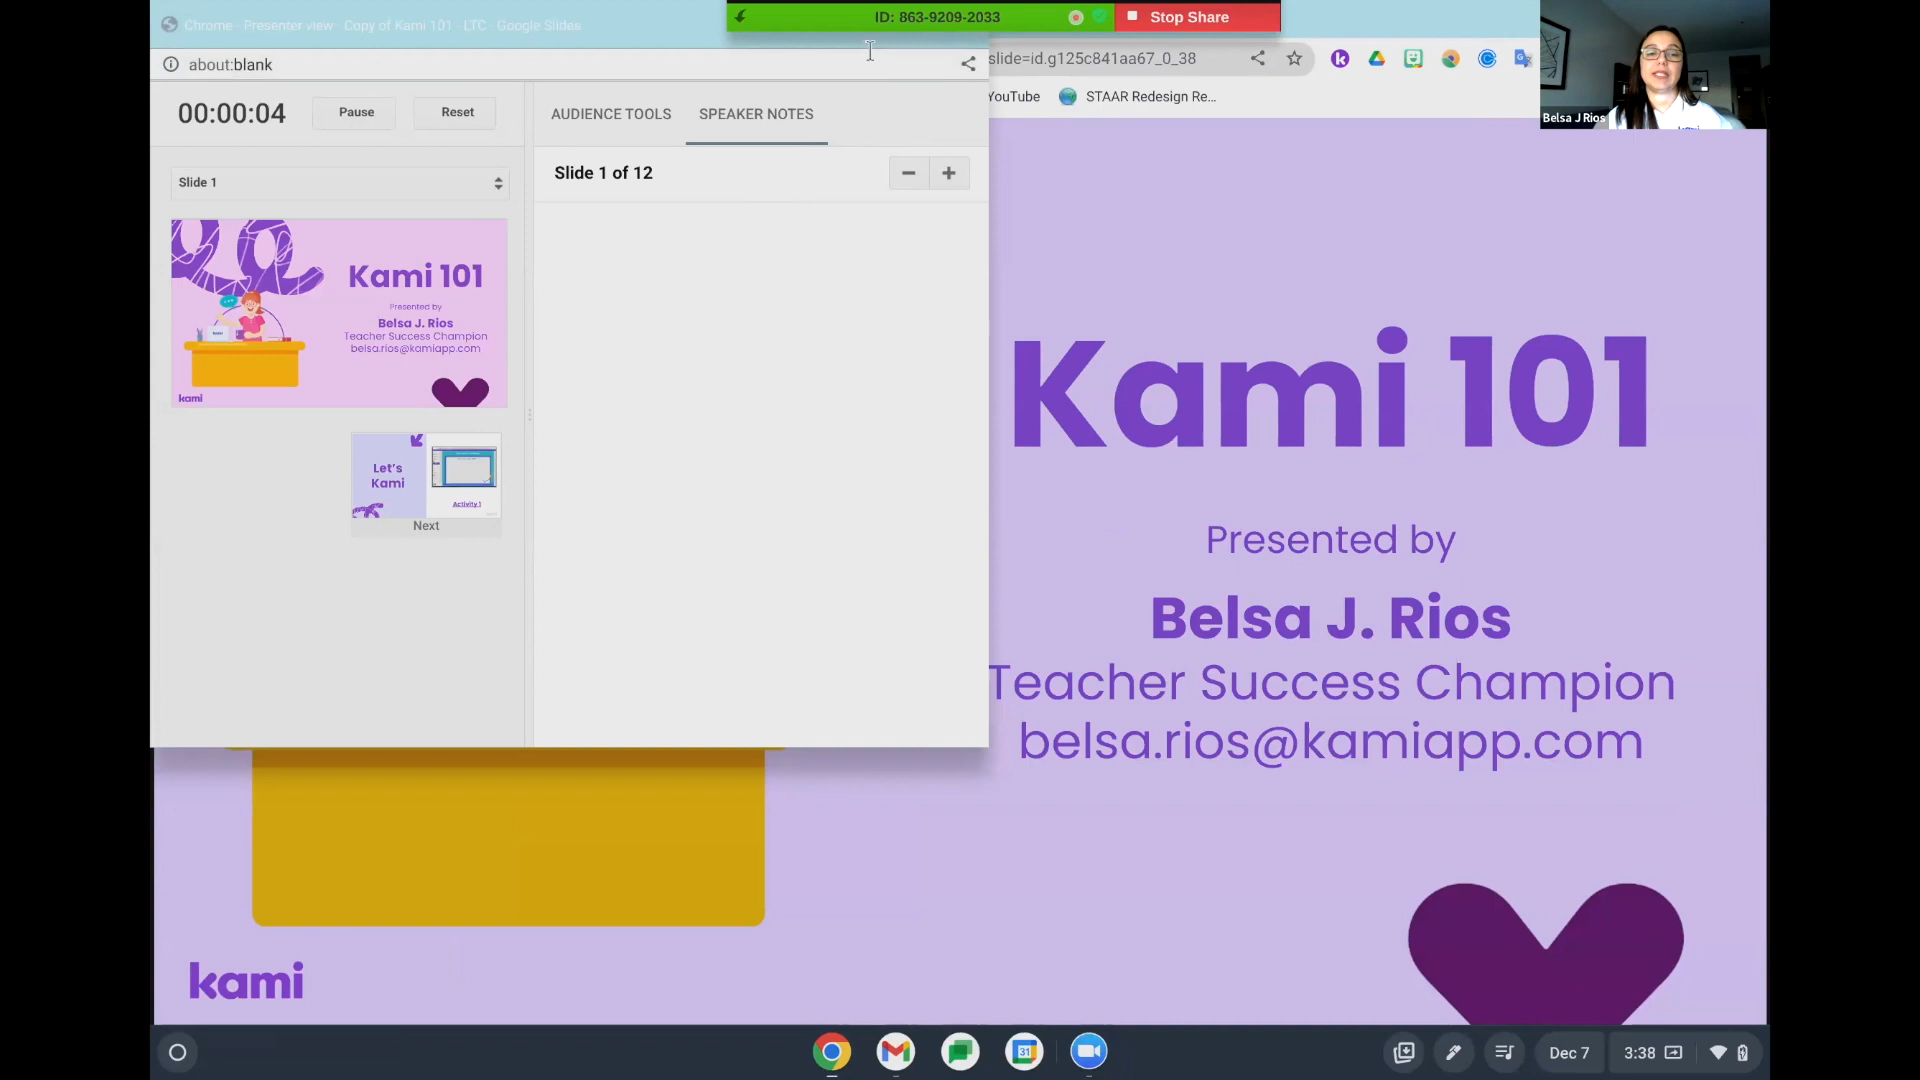 Chrome - Presenter view - Copy of Kami 101 - LTC - Google Slides
ID: 863-9209-2033
Stop Share
about:blank
slide=id.g125c841aa67_0_38
YouTube
STAAR Redesign Re...
Belsa J Rios
00:00:04
Pause
Reset
AUDIENCE TOOLS
SPEAKER NOTES
Slide 1
Slide 1 of 12
Kami 101
Presented by
Belsa J. Rios
Teacher Success Champion
belsa.rios@kamiapp.com
kami
Let's
Kami
Activity 1
Next
Kami 101
Presented by
Belsa J. Rios
Teacher Success Champion
belsa.rios@kamiapp.com
kami
31
Dec 7
3:38